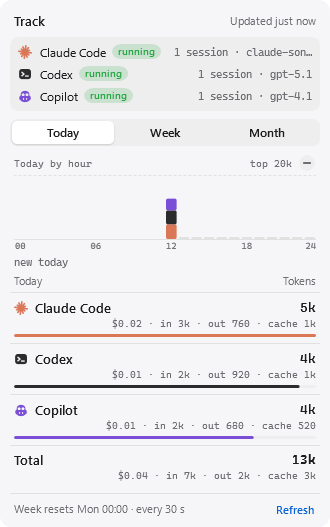 Track Updated just now
Claude Code running 1 session · claude-son…
Codex running 1 session · gpt-5.1
Copilot running 1 session · gpt-4.1
Today Week Month
Today by hour top 20k −
00 06 12 18 24
new today
Today Tokens
Claude Code 5k
$0.02 · in 3k · out 760 · cache 1k
Codex 4k
$0.01 · in 2k · out 920 · cache 1k
Copilot 4k
$0.01 · in 2k · out 680 · cache 520
Total 13k
$0.04 · in 7k · out 2k · cache 3k
Week resets Mon 00:00 · every 30 s Refresh